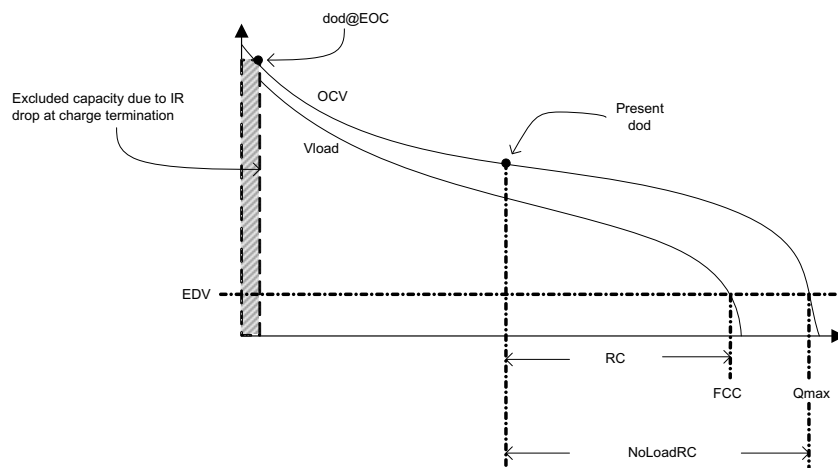 dod@EOC
Excluded capacity due to IR
drop at charge termination
OCV
Present
dod
Vload
EDV
RC
FCC
Qmax
NoLoadRC